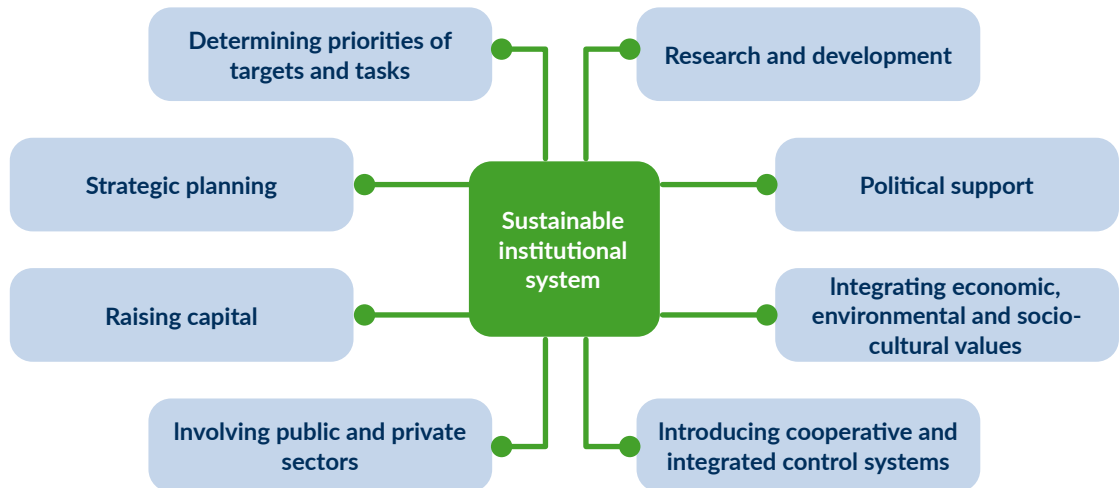 Determining priorities of
targets and tasks
Research and development
Strategic planning
Political support
Sustainable
institutional
system
Raising capital
Integrating economic,
environmental and socio-
cultural values
Involving public and private
sectors
Introducing cooperative and
integrated control systems